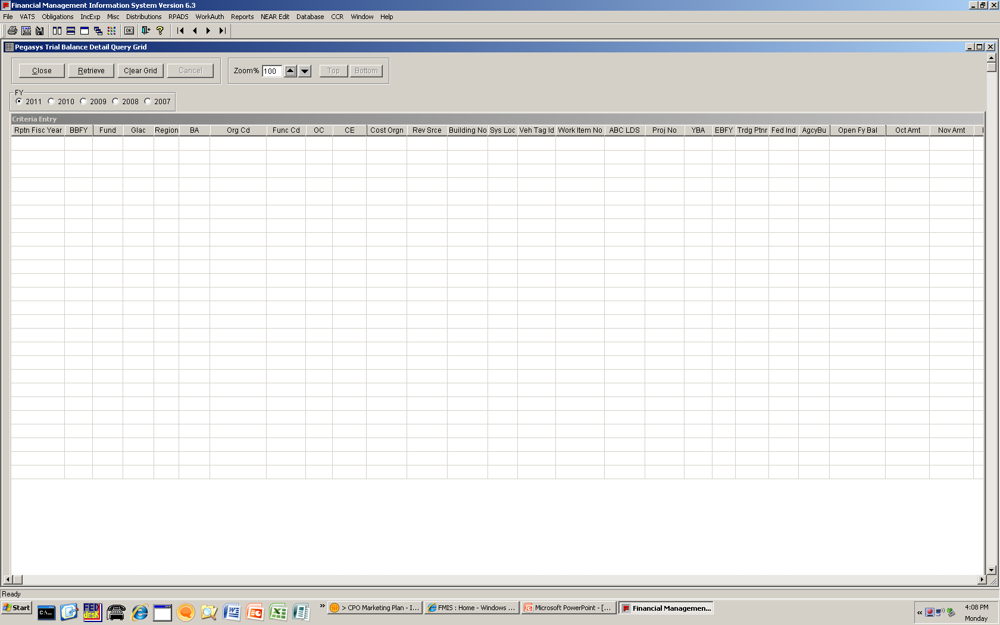 Financial Management Information System Version 6.3
File VATS Obligations IncExp Misc Distributions RPADS WorkAuth Reports NEAR Edit Database CCR Window Help
OK
Pegasys Trial Balance Detail Query Grid
Close Retrieve Clear Grid Cancel Zoom% 100 Top Bottom
FY
2011 2010 2009 2008 2007
Criteria Entry
Rptn Fisc Year BBFY Fund Glac Region BA Org Cd Func Cd OC CE Cost Orgn Rev Srce Building No Sys Loc Veh Tag Id Work Item No ABC LDS Proj No YBA EBFY Trdg Ptnr Fed Ind AgcyBu Open Fy Bal Oct Amt Nov Amt
Ready
Start C:\_ FED desk » > CPO Marketing Plan - I... FMIS : Home - Windows ... Microsoft PowerPoint - [... Financial Managemen... « 4:08 PM
Monday